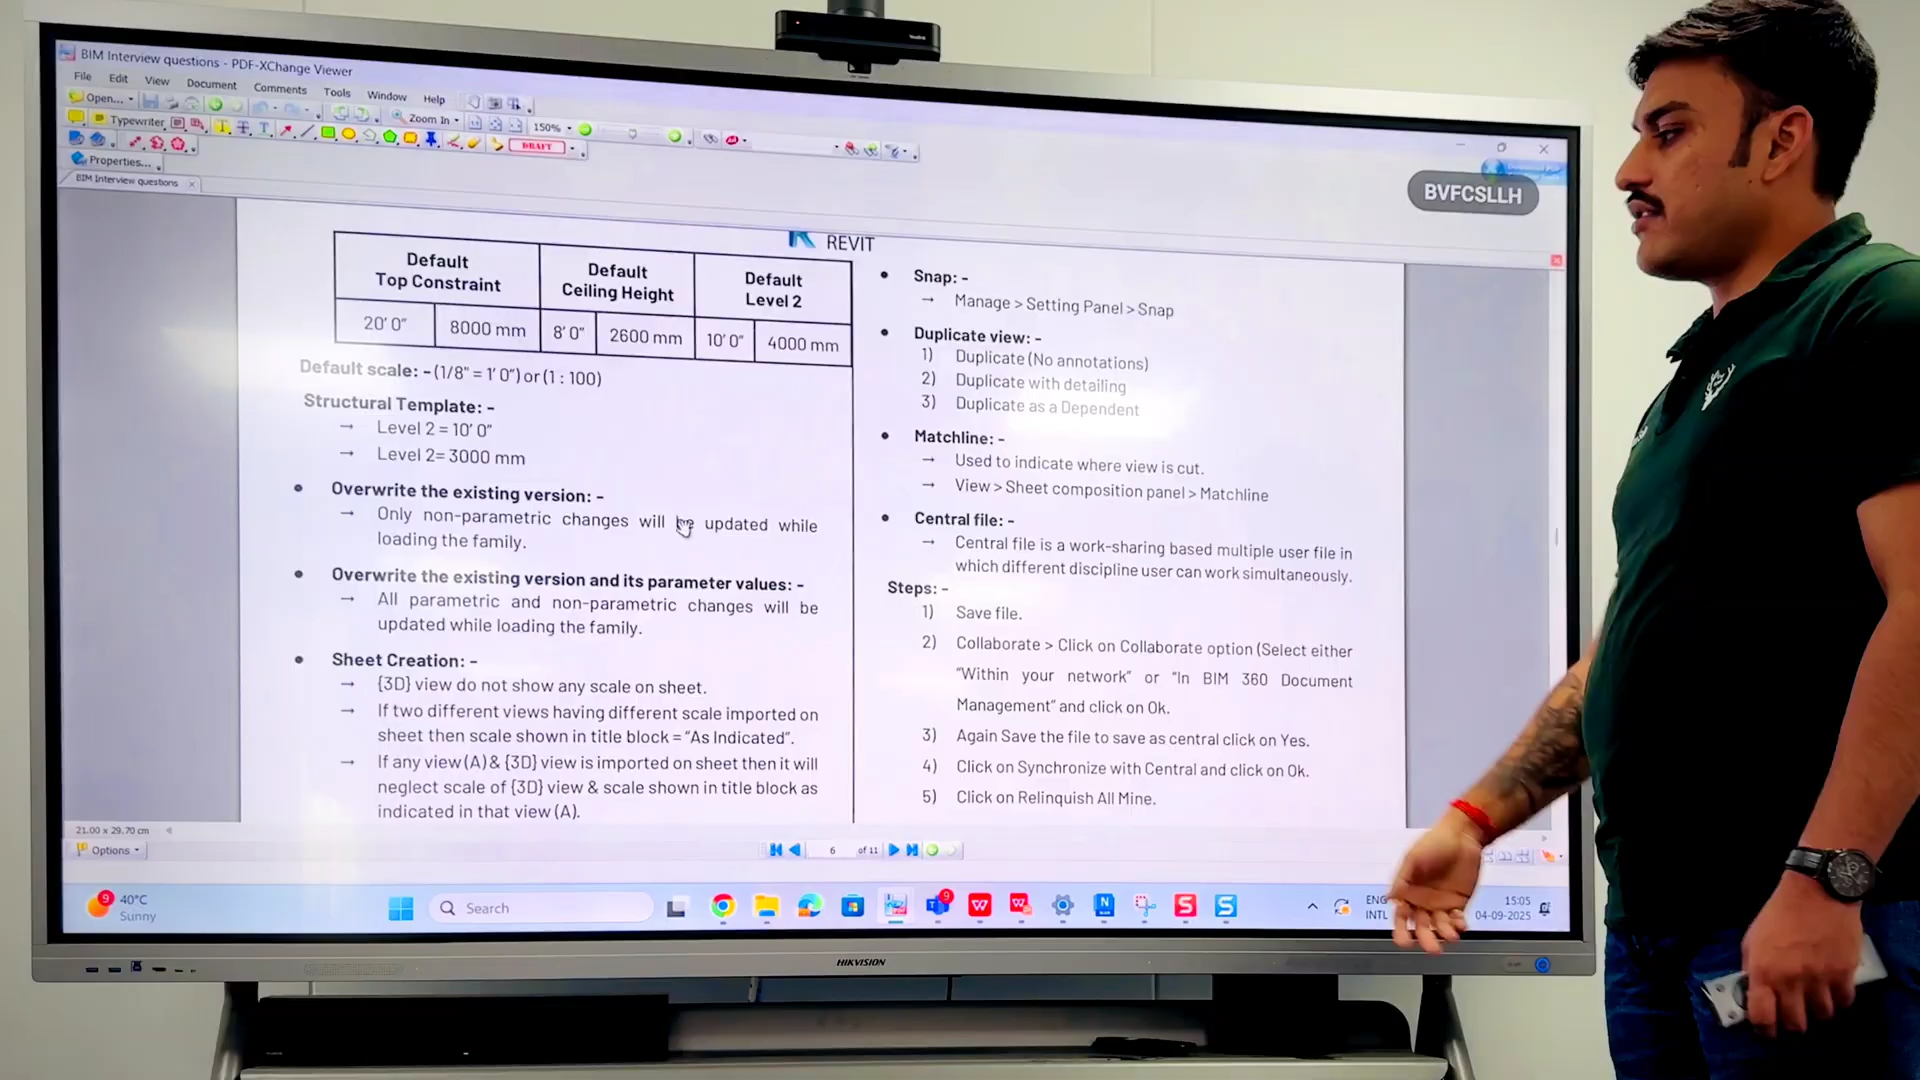 BIM Interview questions - PDF-XChange Viewer
File Edit View Document Comments Tools Window Help
Open...
Zoom In
150%
Typewriter
DRAFT
Properties...
BIM Interview questions
BVFCSLLH
REVIT
Default Top Constraint
Default Ceiling Height
Default Level 2
20' 0" 8000 mm 8' 0" 2600 mm 10' 0" 4000 mm
Default scale: - (1/8" = 1' 0") or (1 : 100)
Structural Template: -
→ Level 2 = 10' 0"
→ Level 2= 3000 mm
• Overwrite the existing version: -
→ Only non-parametric changes will be updated while
loading the family.
• Overwrite the existing version and its parameter values: -
→ All parametric and non-parametric changes will be
updated while loading the family.
• Sheet Creation: -
→ {3D} view do not show any scale on sheet.
→ If two different views having different scale imported on
sheet then scale shown in title block = "As Indicated".
→ If any view (A) & {3D} view is imported on sheet then it will
neglect scale of {3D} view & scale shown in title block as
indicated in that view (A).
• Snap: -
→ Manage > Setting Panel > Snap
• Duplicate view: -
1) Duplicate (No annotations)
2) Duplicate with detailing
3) Duplicate as a Dependent
• Matchline: -
→ Used to indicate where view is cut.
→ View > Sheet composition panel > Matchline
• Central file: -
→ Central file is a work-sharing based multiple user file in
which different discipline user can work simultaneously.
Steps: -
1) Save file.
2) Collaborate > Click on Collaborate option (Select either
"Within your network" or "In BIM 360 Document
Management" and click on Ok.
3) Again Save the file to save as central click on Yes.
4) Click on Synchronize with Central and click on Ok.
5) Click on Relinquish All Mine.
21.00 x 29.70 cm
Options
6 of 11
9
40°C
Sunny
Search
9
ENG
INTL
15:05
04-09-2025
HIKVISION